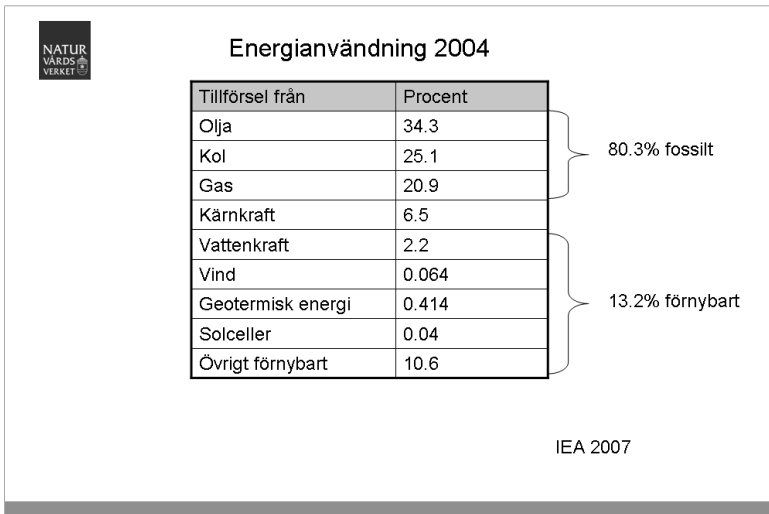 NATUR
VÅRDS
VERKET
Energianvändning 2004
Tillförsel från Procent
Olja 34.3
Kol 25.1
Gas 20.9
80.3% fossilt
Kärnkraft 6.5
Vattenkraft 2.2
Vind 0.064
Geotermisk energi 0.414
Solceller 0.04
Övrigt förnybart 10.6
13.2% förnybart
IEA 2007